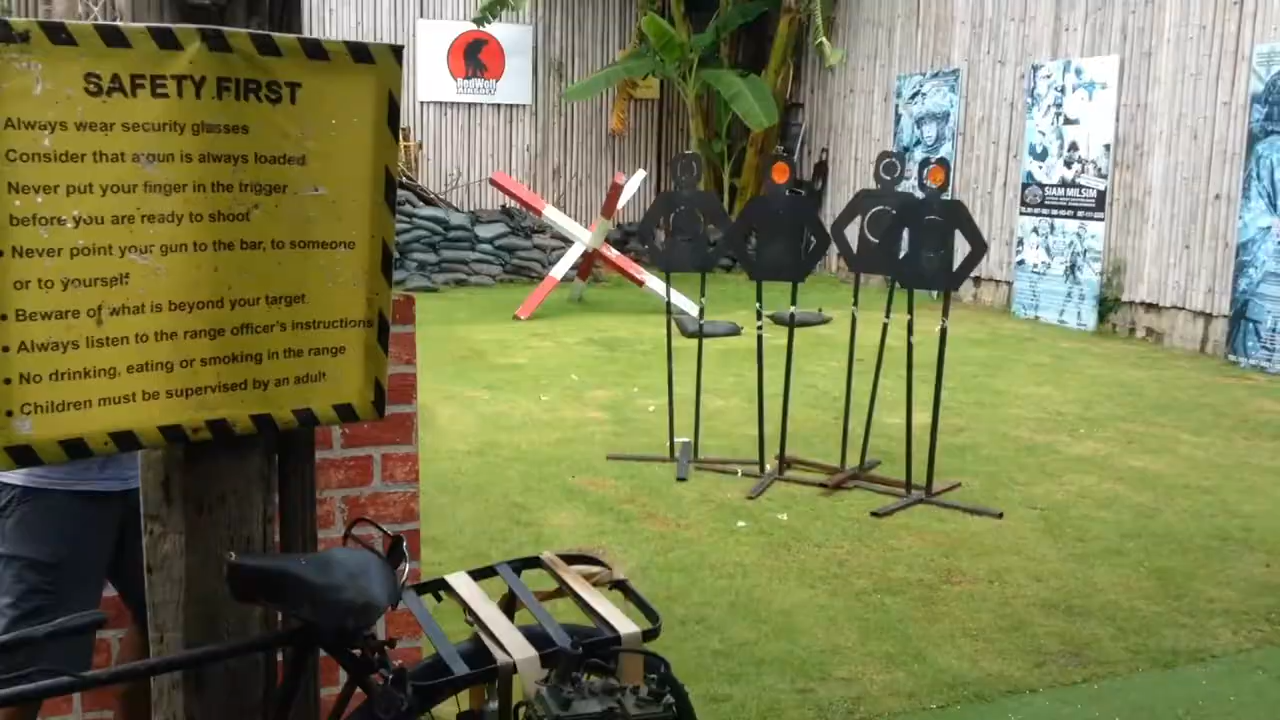 SAFETY FIRST
Always wear security glasses
Consider that a gun is always loaded
Never put your finger in the trigger
before you are ready to shoot
• Never point your gun to the bar, to someone
or to yourself
• Beware of what is beyond your target
• Always listen to the range officer's instructions
• No drinking, eating or smoking in the range
• Children must be supervised by an adult
RedWolf
AIRSOFT
SIAM MILSIM